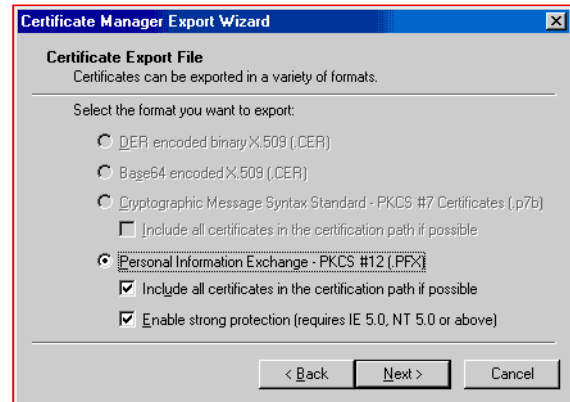 Certificate Manager Export Wizard
Certificate Export File
Certificates can be exported in a variety of formats.
Select the format you want to export:
DER encoded binary X.509 (.CER)
Base64 encoded X.509 (.CER)
Cryptographic Message Syntax Standard - PKCS #7 Certificates (.p7b)
Include all certificates in the certification path if possible
Personal Information Exchange - PKCS #12 (.PFX)
Include all certificates in the certification path if possible
Enable strong protection (requires IE 5.0, NT 5.0 or above)
< Back Next > Cancel